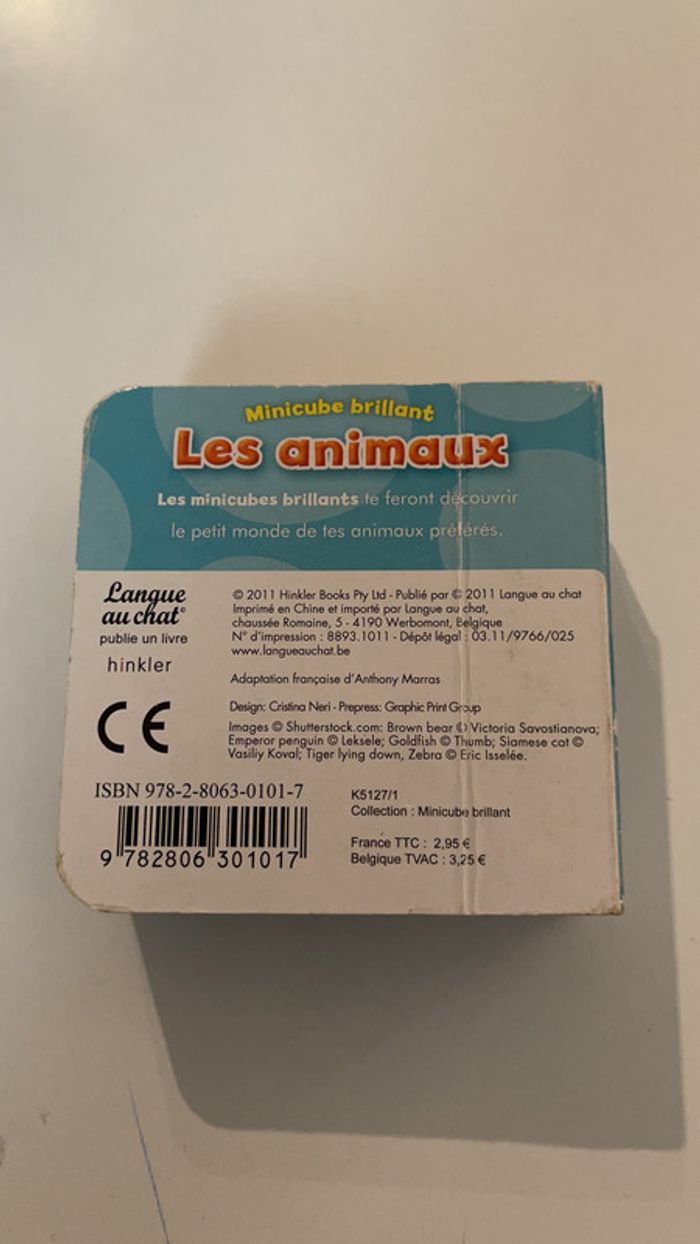 Minicube brillant
Les animaux
Les minicubes brillants te feront découvrir
le petit monde de tes animaux préférés.
Langue
au chat®
publie un livre
hinkler
CE
© 2011 Hinkler Books Pty Ltd - Publié par © 2011 Langue au chat
Imprimé en Chine et importé par Langue au chat,
chaussée Romaine, 5 - 4190 Werbomont, Belgique
N° d'impression : 8893.1011 - Dépôt légal : 03.11/9766/025
www.langueauchat.be
Adaptation française d'Anthony Marras
Design: Cristina Neri - Prepress: Graphic Print Group
Images © Shutterstock.com: Brown bear © Victoria Savostianova;
Emperor penguin © Leksele; Goldfish © Thumb; Siamese cat ©
Vasiliy Koval; Tiger lying down, Zebra © Eric Isselée.
ISBN 978-2-8063-0101-7
9 782806 301017
K5127/1
Collection : Minicube brillant
France TTC : 2,95 €
Belgique TVAC : 3,25 €